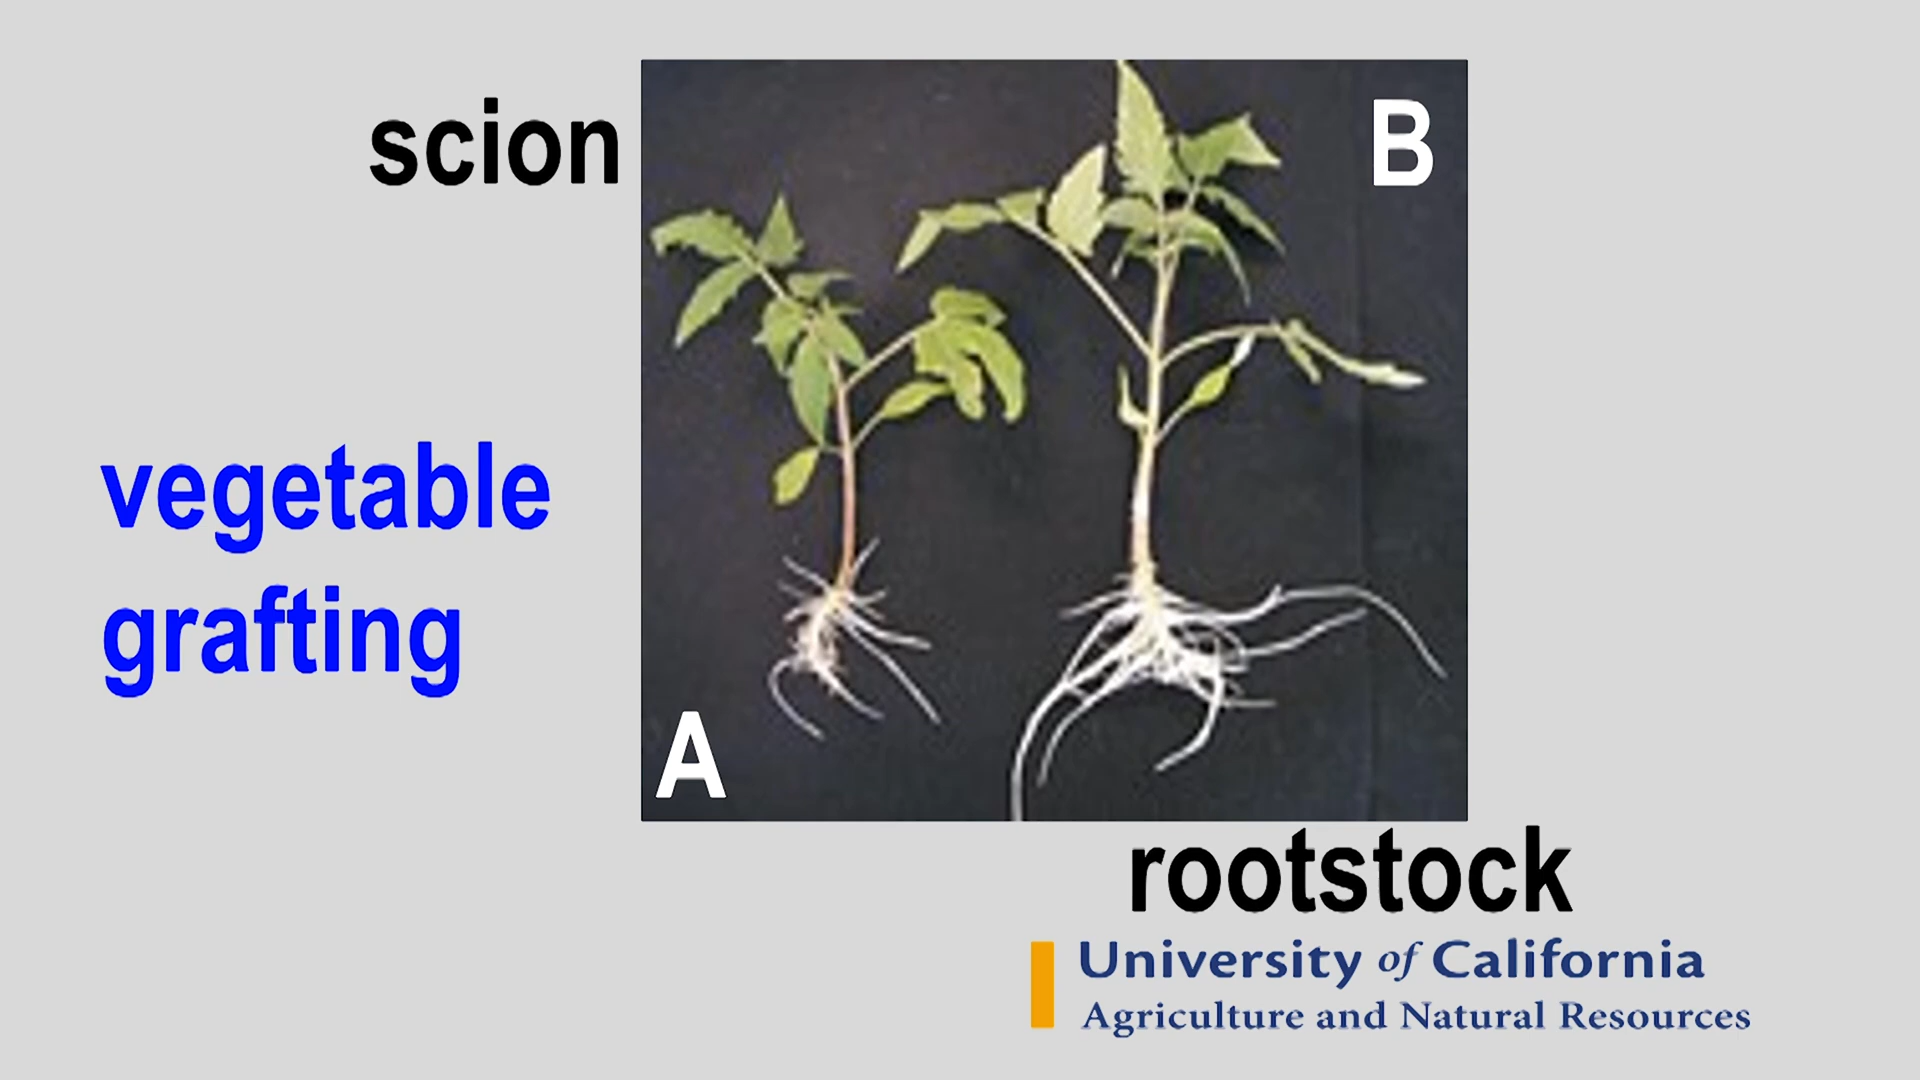 scion
B
vegetable
grafting
A
rootstock
University of California
Agriculture and Natural Resources